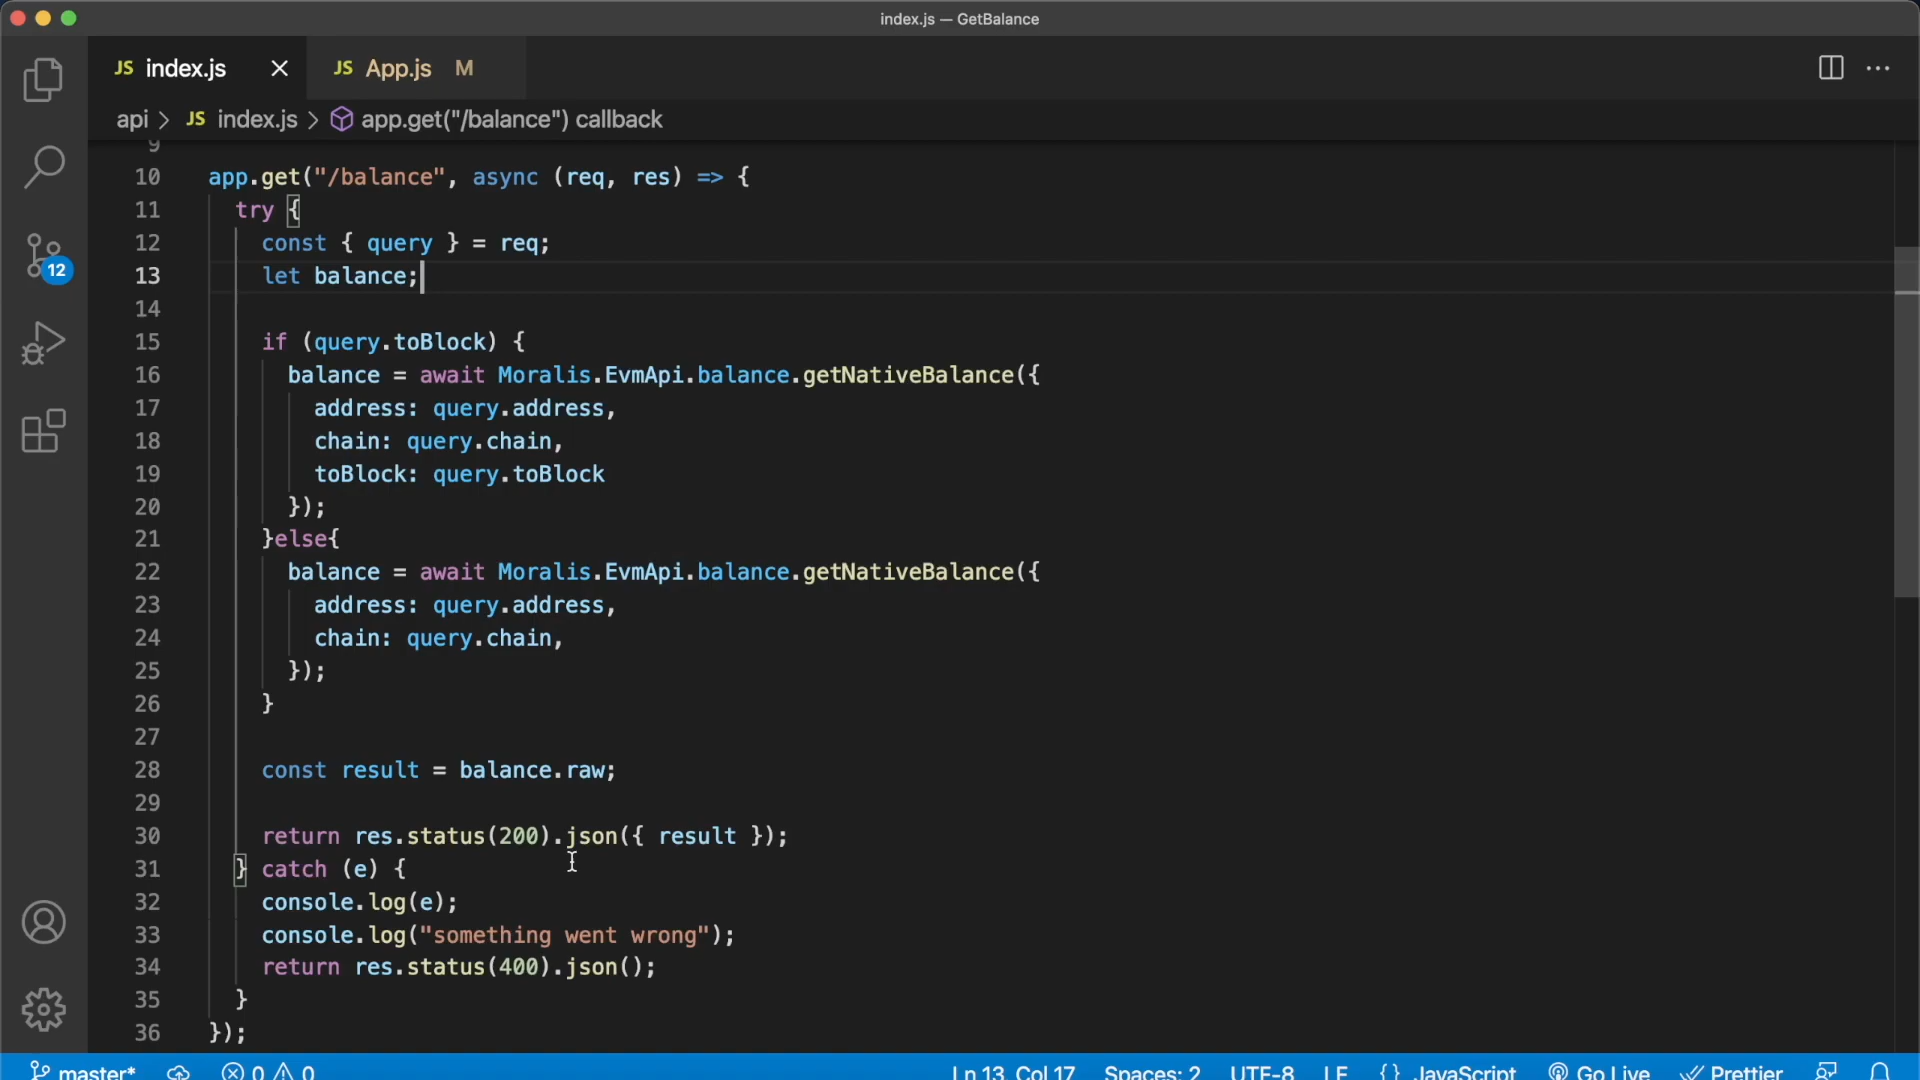 index.js — GetBalance
JS index.js
JS App.js M
api > JS index.js > app.get("/balance") callback
9
10 app.get("/balance", async (req, res) => {
11 try {
12 const { query } = req;
13 let balance;
14
15 if (query.toBlock) {
16 balance = await Moralis.EvmApi.balance.getNativeBalance({
17 address: query.address,
18 chain: query.chain,
19 toBlock: query.toBlock
20 });
21 }else{
22 balance = await Moralis.EvmApi.balance.getNativeBalance({
23 address: query.address,
24 chain: query.chain,
25 });
26 }
27
28 const result = balance.raw;
29
30 return res.status(200).json({ result });
31 } catch (e) {
32 console.log(e);
33 console.log("something went wrong");
34 return res.status(400).json();
35 }
36 });
12
master* 0 0 Ln 13, Col 17 Spaces: 2 UTF-8 LF {} JavaScript Go Live Prettier